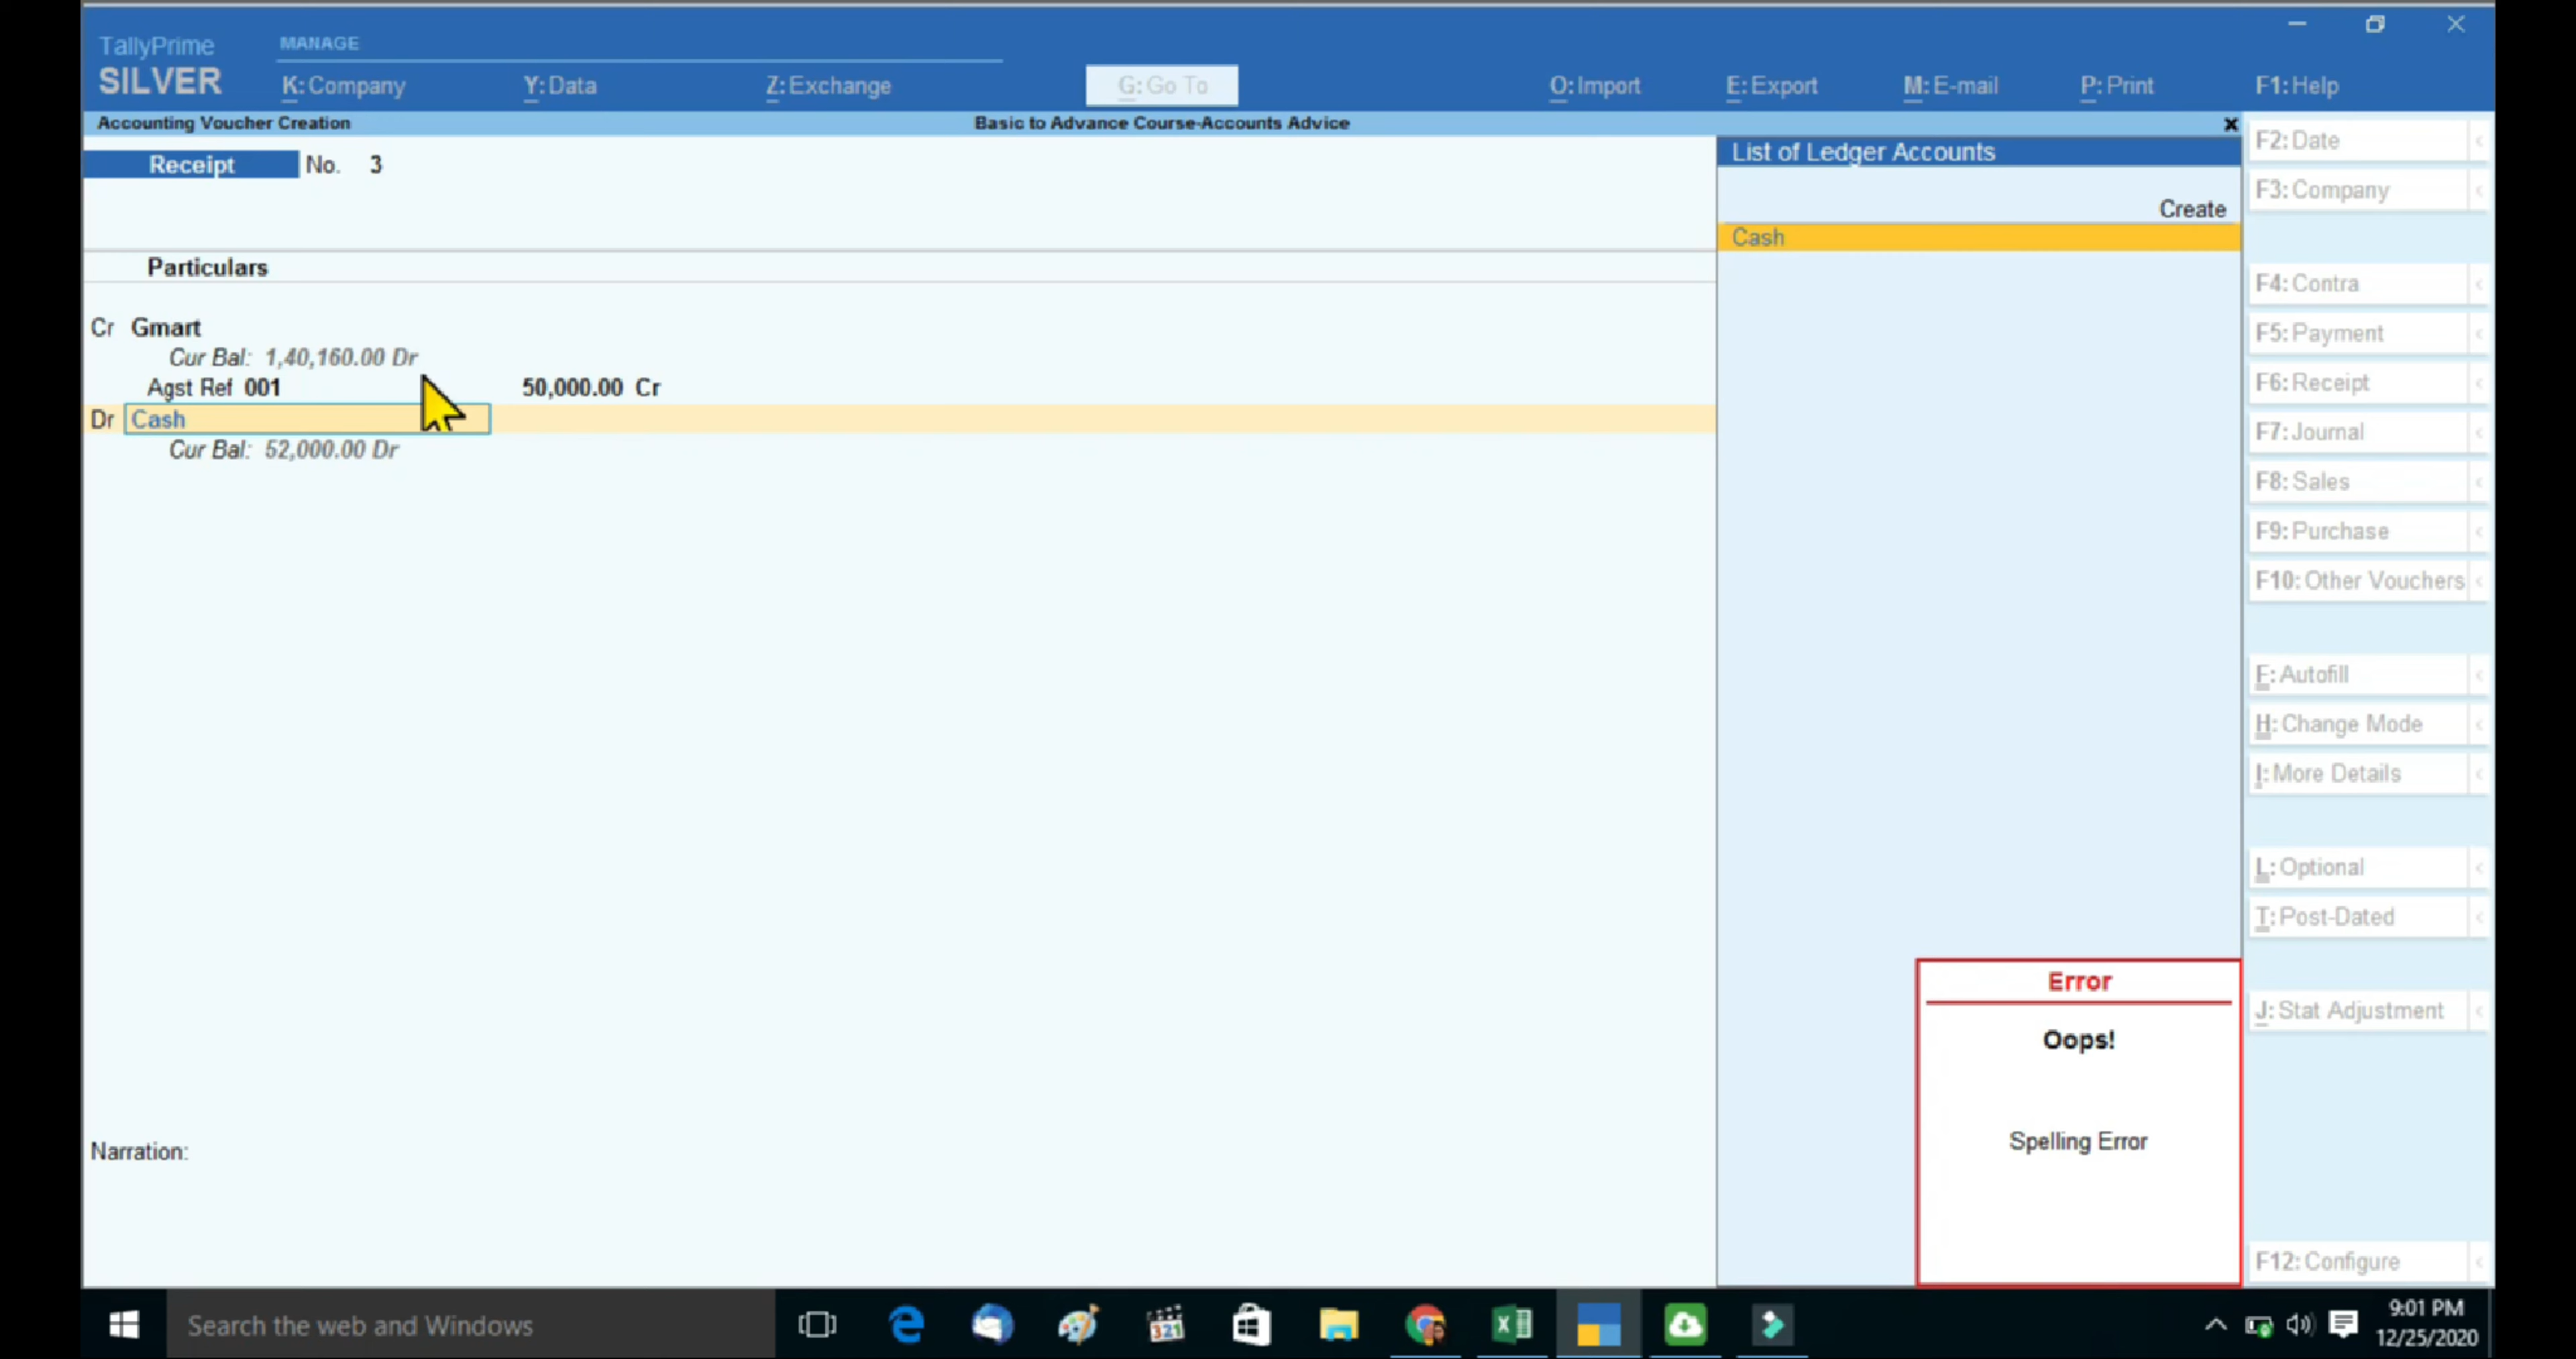 TallyPrime MANAGE
SILVER K: Company Y: Data Z: Exchange G: Go To O: Import E: Export M: E-mail P: Print F1: Help
Accounting Voucher Creation Basic to Advance Course-Accounts Advice x
Receipt No. 3
Particulars
Cr Gmart
Cur Bal: 1,40,160.00 Dr
Agst Ref 001 50,000.00 Cr
Dr Cash
Cur Bal: 52,000.00 Dr
Narration:
List of Ledger Accounts
Create
Cash
Error
Oops!
Spelling Error
F2: Date
F3: Company
F4: Contra
F5: Payment
F6: Receipt
F7: Journal
F8: Sales
F9: Purchase
F10: Other Vouchers
F: Autofill
H: Change Mode
I: More Details
L: Optional
T: Post-Dated
J: Stat Adjustment
F12: Configure
Search the web and Windows
321
9:01 PM
12/25/2020